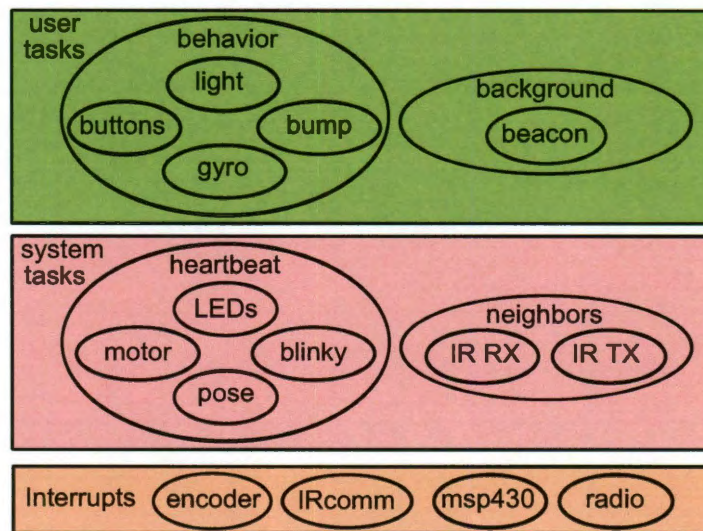 user
tasks
behavior
light
buttons
bump
gyro
background
beacon
system
tasks
heartbeat
LEDs
motor
blinky
pose
neighbors
IR RX
IR TX
Interrupts
encoder
IRcomm
msp430
radio